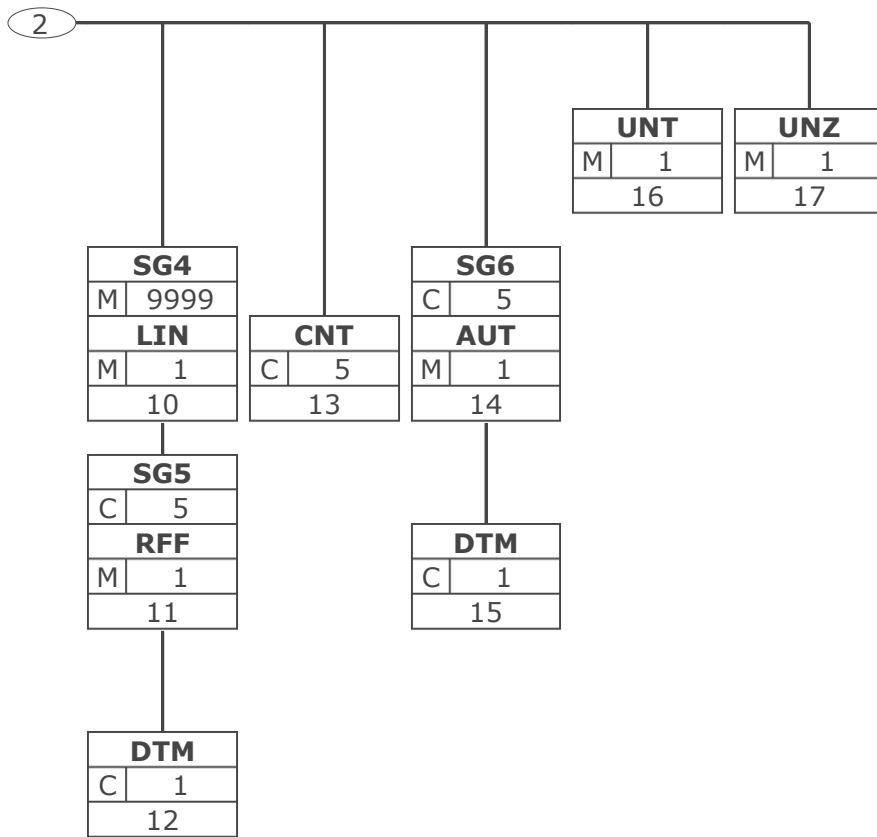 2
UNT
M 1
16
UNZ
M 1
17
SG4
M 9999
LIN
M 1
10
CNT
C 5
13
SG6
C 5
AUT
M 1
14
SG5
C 5
RFF
M 1
11
DTM
C 1
15
DTM
C 1
12